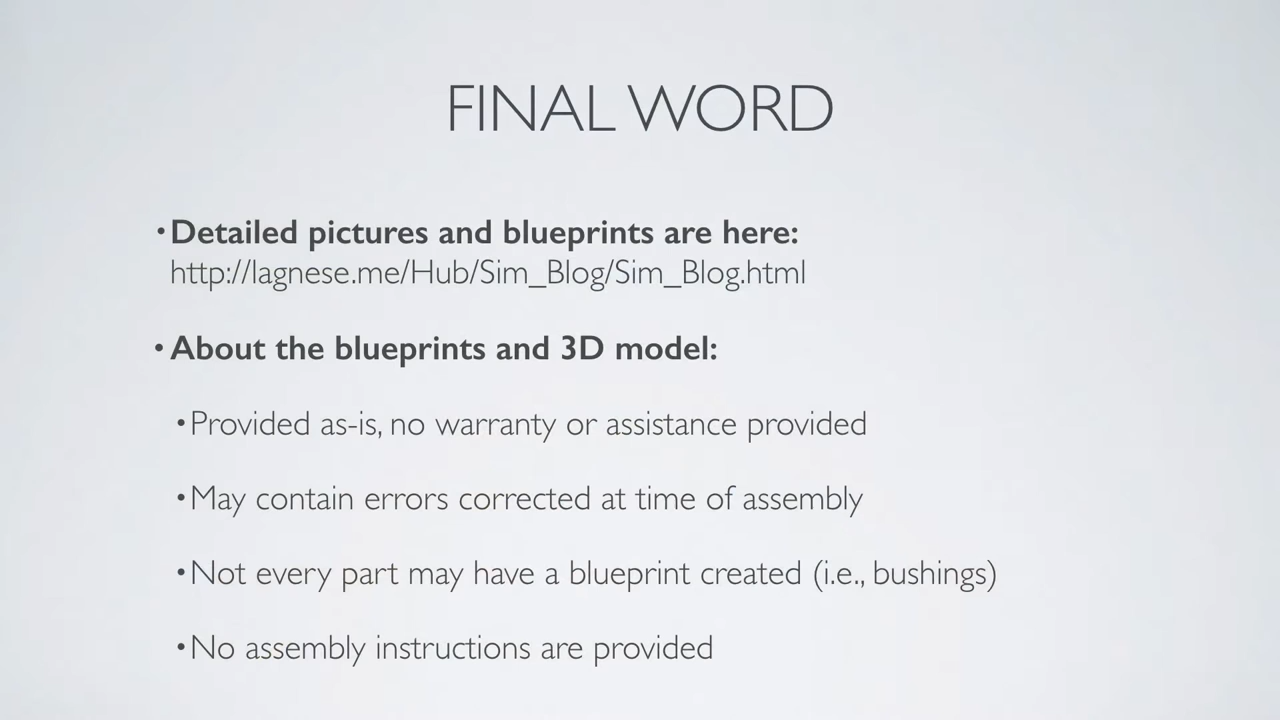 FINAL WORD
• Detailed pictures and blueprints are here:
http://lagnese.me/Hub/Sim_Blog/Sim_Blog.html
• About the blueprints and 3D model:
• Provided as-is, no warranty or assistance provided
• May contain errors corrected at time of assembly
• Not every part may have a blueprint created (i.e., bushings)
• No assembly instructions are provided